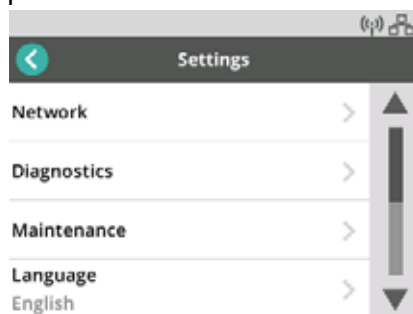 Settings
Network
Diagnostics
Maintenance
Language
English